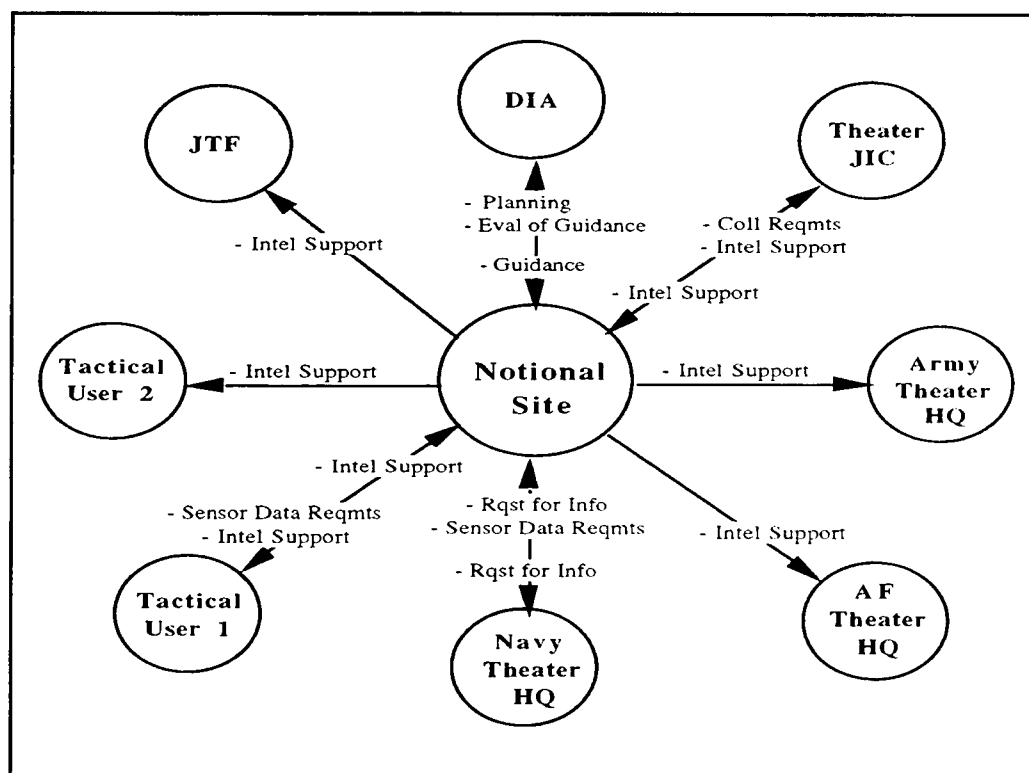 DIA
JTF
Theater
JIC
- Planning
- Eval of Guidance
- Guidance
- Coll Reqmts
- Intel Support
- Intel Support
- Intel Support
Notional
Site
Tactical
User 2
- Intel Support
- Intel Support
Army
Theater
HQ
- Intel Support
- Sensor Data Reqmts
- Intel Support
Tactical
User 1
- Rqst for Info
- Sensor Data Reqmts
- Rqst for Info
Navy
Theater
HQ
- Intel Support
AF
Theater
HQ